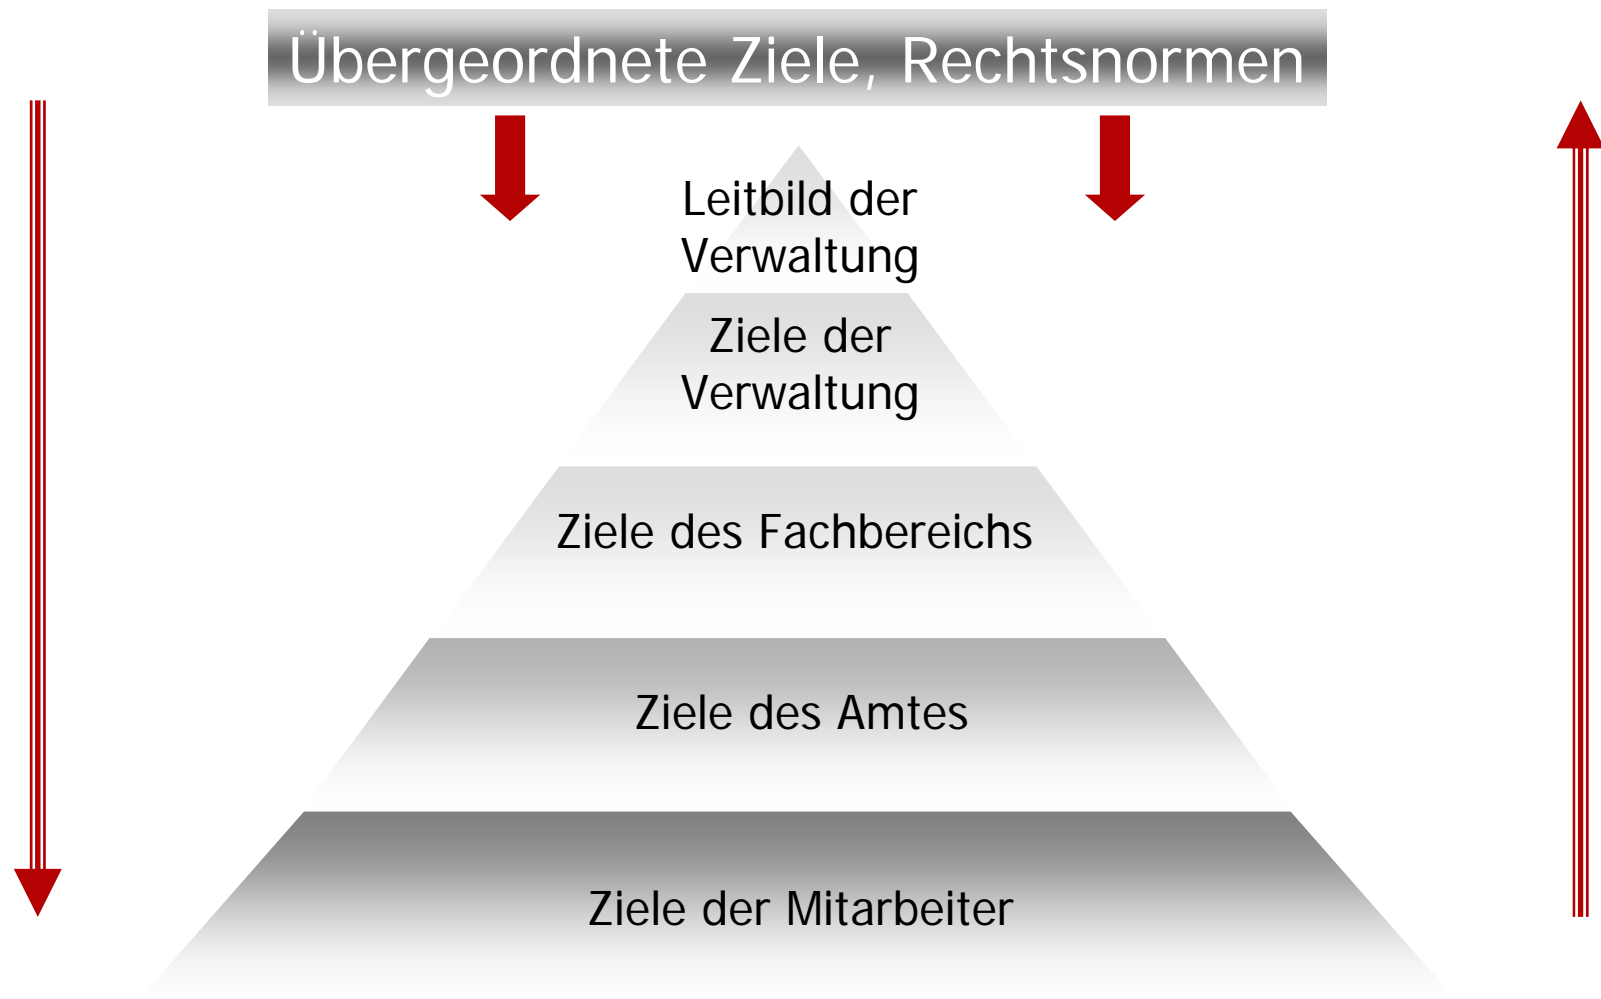 Übergeordnete Ziele, Rechtsnormen
Leitbild der
Verwaltung
Ziele der
Verwaltung
Ziele des Fachbereichs
Ziele des Amtes
Ziele der Mitarbeiter